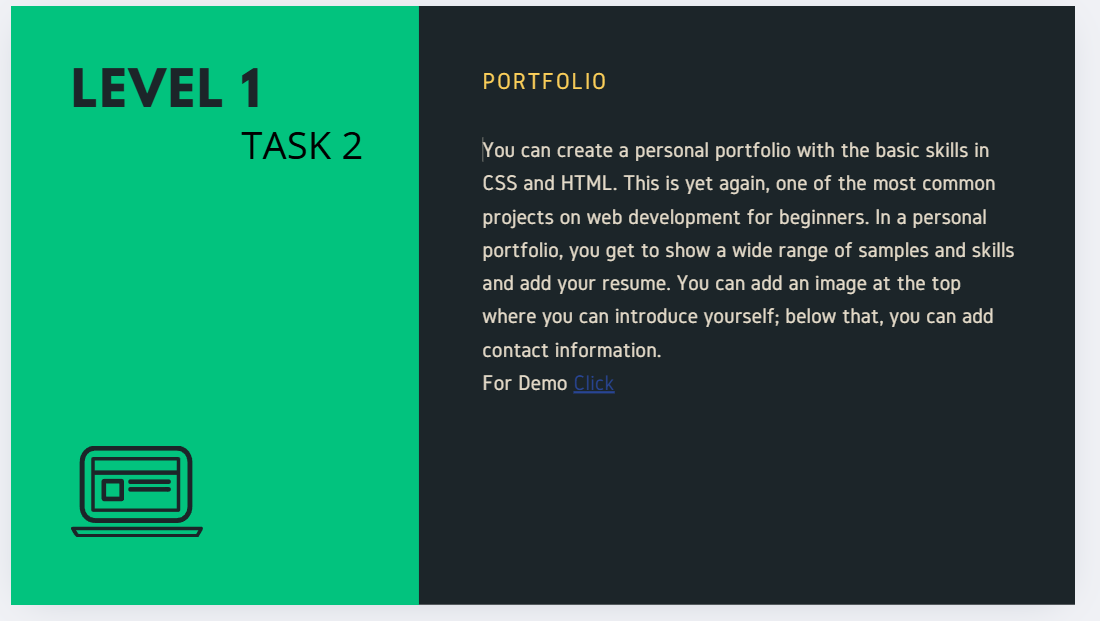 LEVEL 1
TASK 2
PORTFOLIO
You can create a personal portfolio with the basic skills in
CSS and HTML. This is yet again, one of the most common
projects on web development for beginners. In a personal
portfolio, you get to show a wide range of samples and skills
and add your resume. You can add an image at the top
where you can introduce yourself; below that, you can add
contact information.
For Demo Click